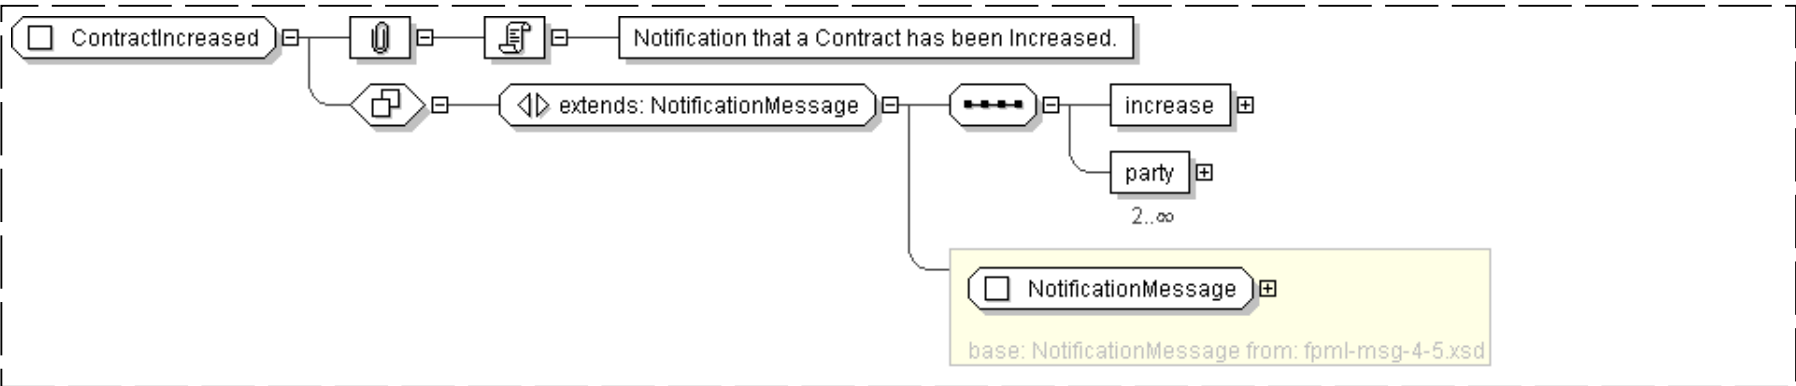 ContractIncreased
Notification that a Contract has been Increased.
extends: NotificationMessage
increase
party
2..∞
NotificationMessage
base: NotificationMessage from: fpml-msg-4-5.xsd